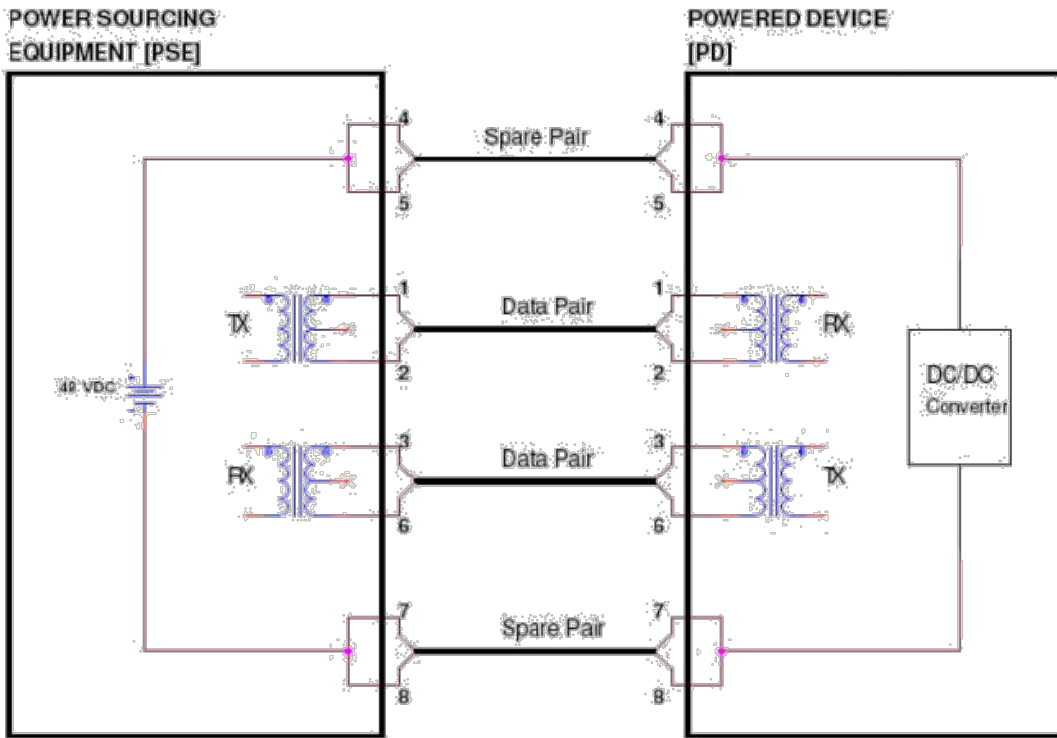 POWER SOURCING
EQUIPMENT [PSE]
POWERED DEVICE
[PD]
4
Spare Pair
4
5
5
1
Data Pair
1
TX
RX
2
2
48 VDC
DC/DC
Converter
3
Data Pair
3
RX
TX
6
6
7
Spare Pair
7
8
8